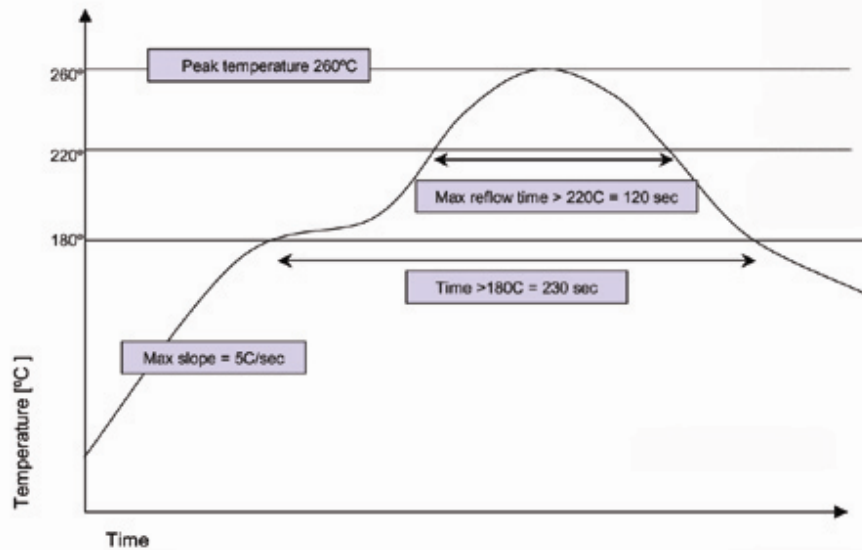 Peak temperature 260ºC
260º
220º
Max reflow time > 220C = 120 sec
180º
Time >180C = 230 sec
Max slope = 5C/sec
Temperature [ºC ]
Time